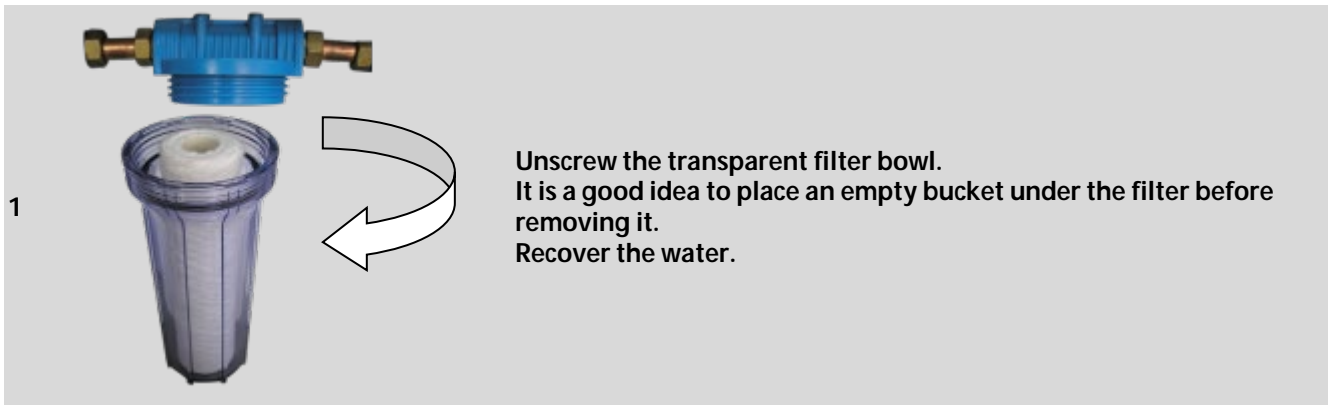 1
Unscrew the transparent filter bowl.
It is a good idea to place an empty bucket under the filter before
removing it.
Recover the water.